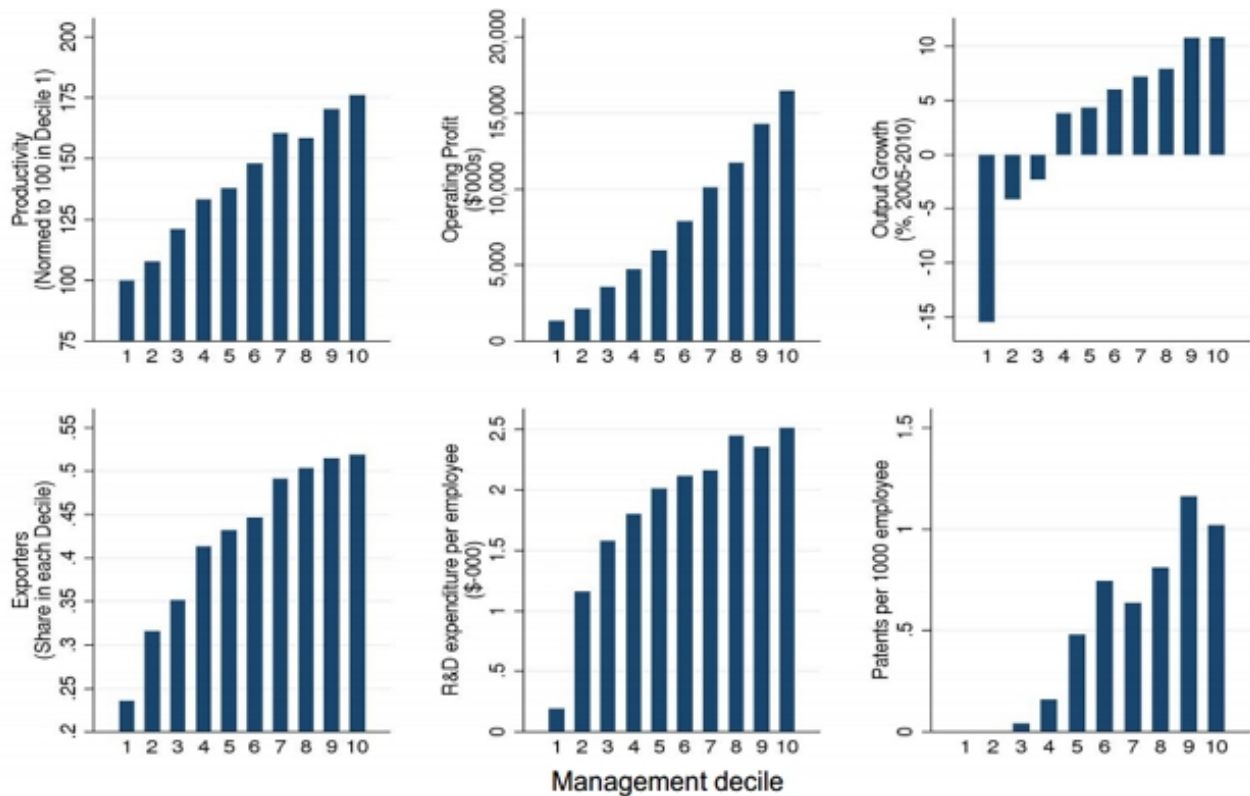 Productivity
(Normed to 100 in Decile 1)
200
175
150
125
100
75
1 2 3 4 5 6 7 8 9 10
Operating Profit
($'000s)
20,000
15,000
10,000
5,000
0
1 2 3 4 5 6 7 8 9 10
Output Growth
(%, 2005-2010)
10
5
0
-5
-10
-15
1 2 3 4 5 6 7 8 9 10
Exporters
(Share in each Decile)
.55
.5
.45
.4
.35
.3
.25
.2
1 2 3 4 5 6 7 8 9 10
R&D expenditure per employee
($-000)
2.5
2
1.5
1
.5
0
1 2 3 4 5 6 7 8 9 10
Patents per 1000 employee
1.5
1
.5
0
1 2 3 4 5 6 7 8 9 10
Management decile